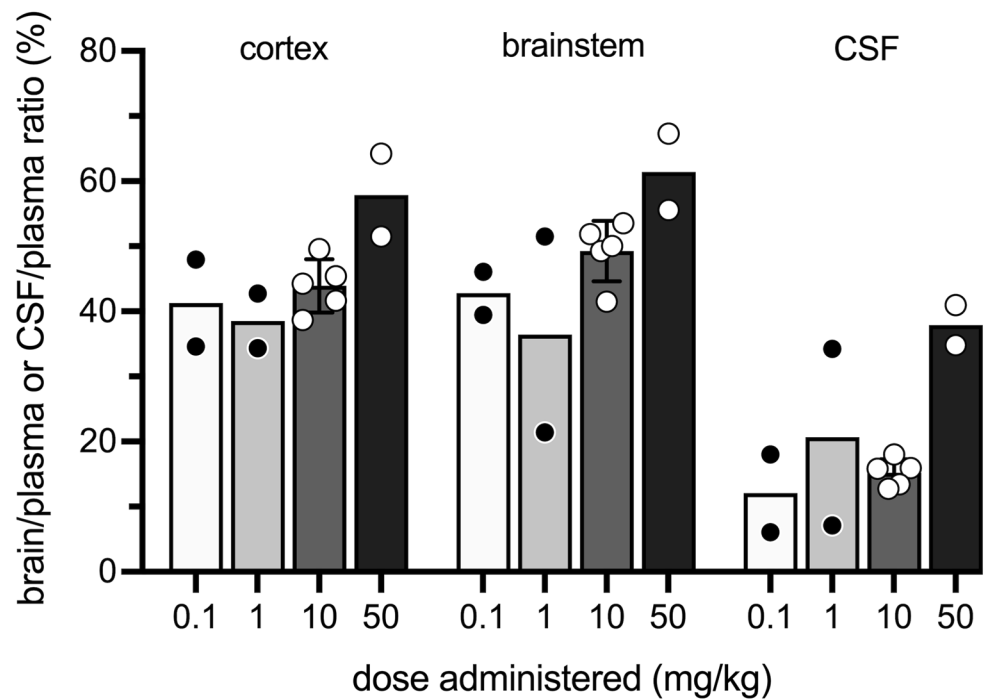 brain/plasma or CSF/plasma ratio (%)
cortex
brainstem
CSF
80
60
40
20
0
0.1 1 10 50 0.1 1 10 50 0.1 1 10 50
dose administered (mg/kg)